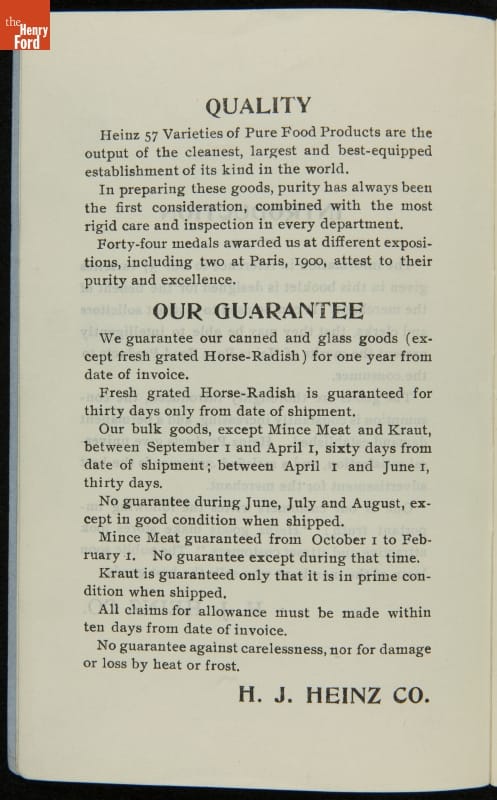 the
Henry
Ford
QUALITY
Heinz 57 Varieties of Pure Food Products are the
output of the cleanest, largest and best-equipped
establishment of its kind in the world.
In preparing these goods, purity has always been
the first consideration, combined with the most
rigid care and inspection in every department.
Forty-four medals awarded us at different exposi-
tions, including two at Paris, 1900, attest to their
purity and excellence.
OUR GUARANTEE
We guarantee our canned and glass goods (ex-
cept fresh grated Horse-Radish) for one year from
date of invoice.
Fresh grated Horse-Radish is guaranteed for
thirty days only from date of shipment.
Our bulk goods, except Mince Meat and Kraut,
between September 1 and April 1, sixty days from
date of shipment; between April 1 and June 1,
thirty days.
No guarantee during June, July and August, ex-
cept in good condition when shipped.
Mince Meat guaranteed from October 1 to Feb-
ruary 1. No guarantee except during that time.
Kraut is guaranteed only that it is in prime con-
dition when shipped.
All claims for allowance must be made within
ten days from date of invoice.
No guarantee against carelessness, nor for damage
or loss by heat or frost.
H. J. HEINZ CO.